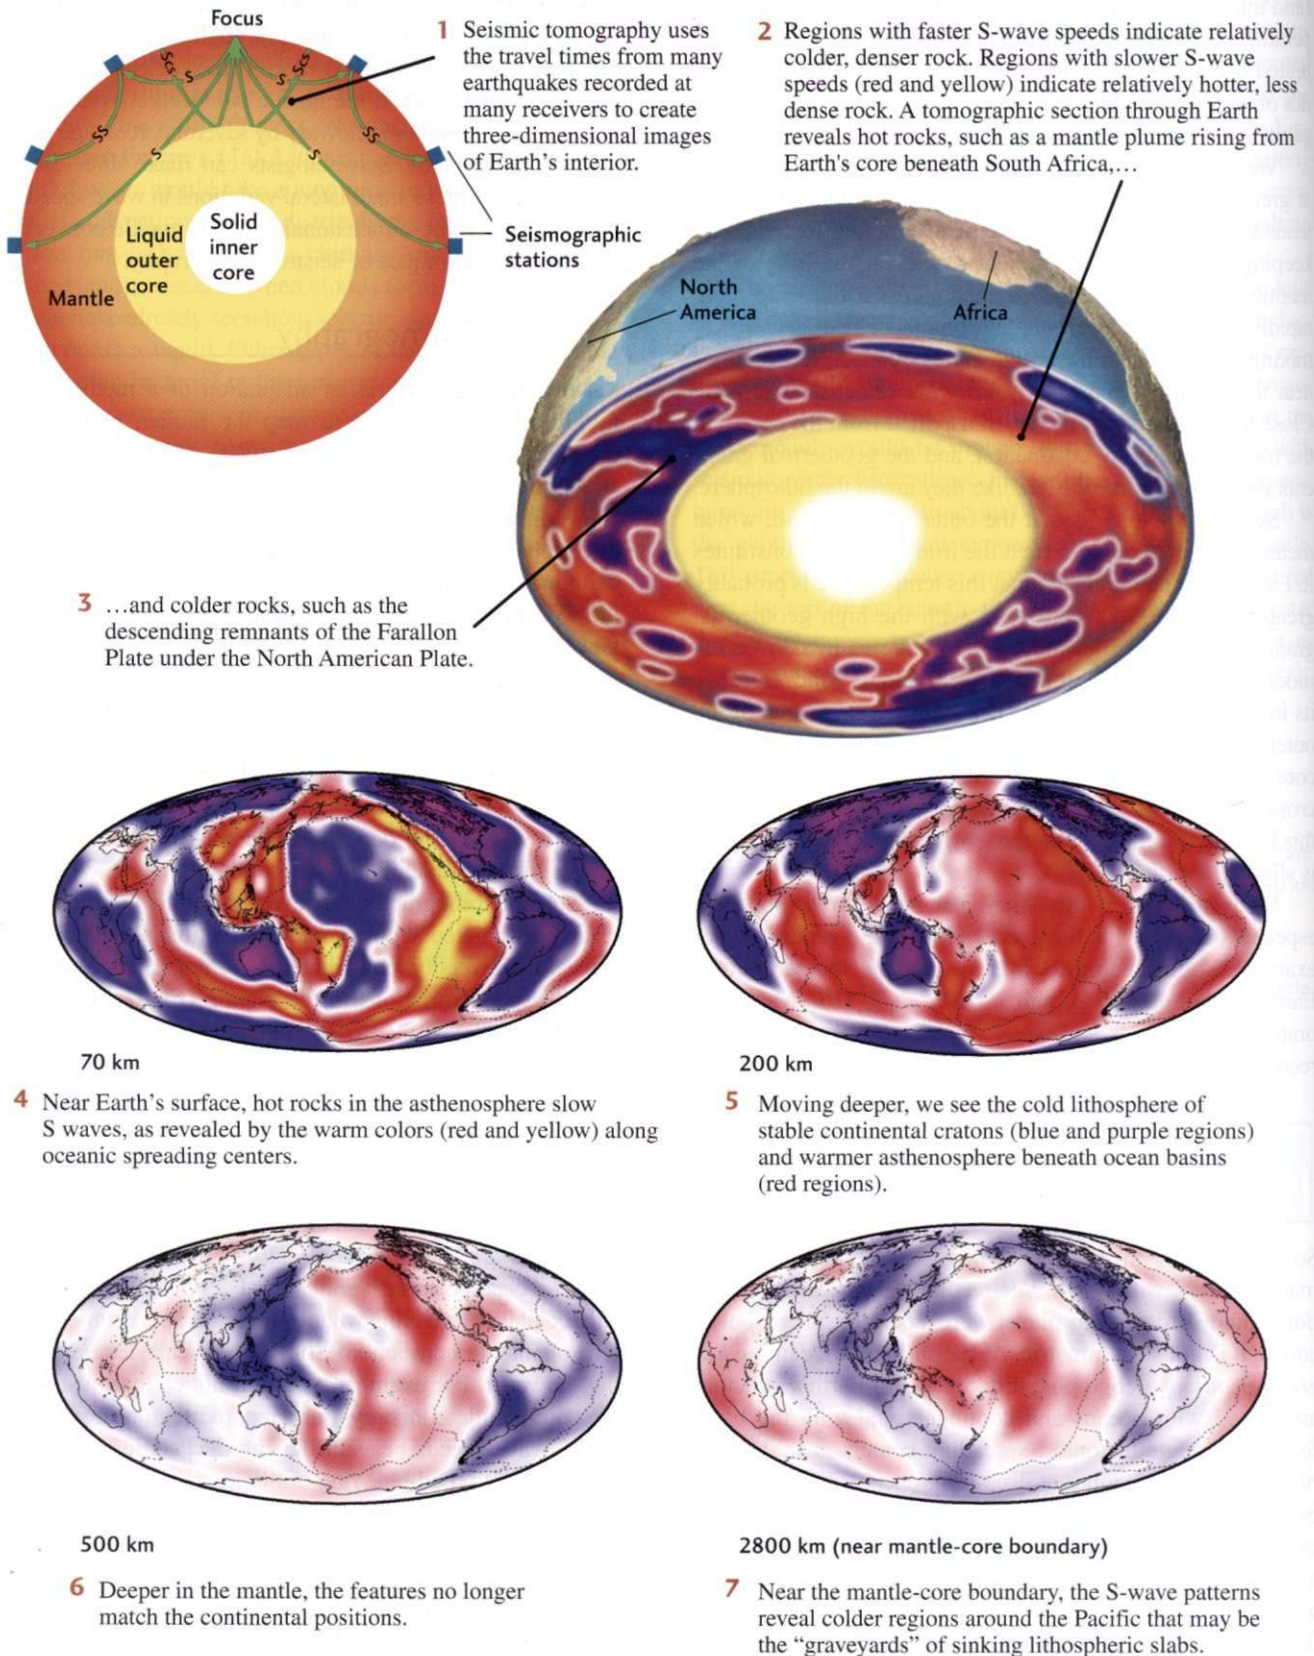 Focus
ScS
S
S
ScS
SS
SS
S
S
Liquid
outer
core
Solid
inner
core
Mantle
1 Seismic tomography uses
the travel times from many
earthquakes recorded at
many receivers to create
three-dimensional images
of Earth's interior.
Seismographic
stations
2 Regions with faster S-wave speeds indicate relatively
colder, denser rock. Regions with slower S-wave
speeds (red and yellow) indicate relatively hotter, less
dense rock. A tomographic section through Earth
reveals hot rocks, such as a mantle plume rising from
Earth's core beneath South Africa,…
North
America
Africa
3 …and colder rocks, such as the
descending remnants of the Farallon
Plate under the North American Plate.
70 km
4 Near Earth's surface, hot rocks in the asthenosphere slow
S waves, as revealed by the warm colors (red and yellow) along
oceanic spreading centers.
200 km
5 Moving deeper, we see the cold lithosphere of
stable continental cratons (blue and purple regions)
and warmer asthenosphere beneath ocean basins
(red regions).
500 km
6 Deeper in the mantle, the features no longer
match the continental positions.
2800 km (near mantle-core boundary)
7 Near the mantle-core boundary, the S-wave patterns
reveal colder regions around the Pacific that may be
the "graveyards" of sinking lithospheric slabs.